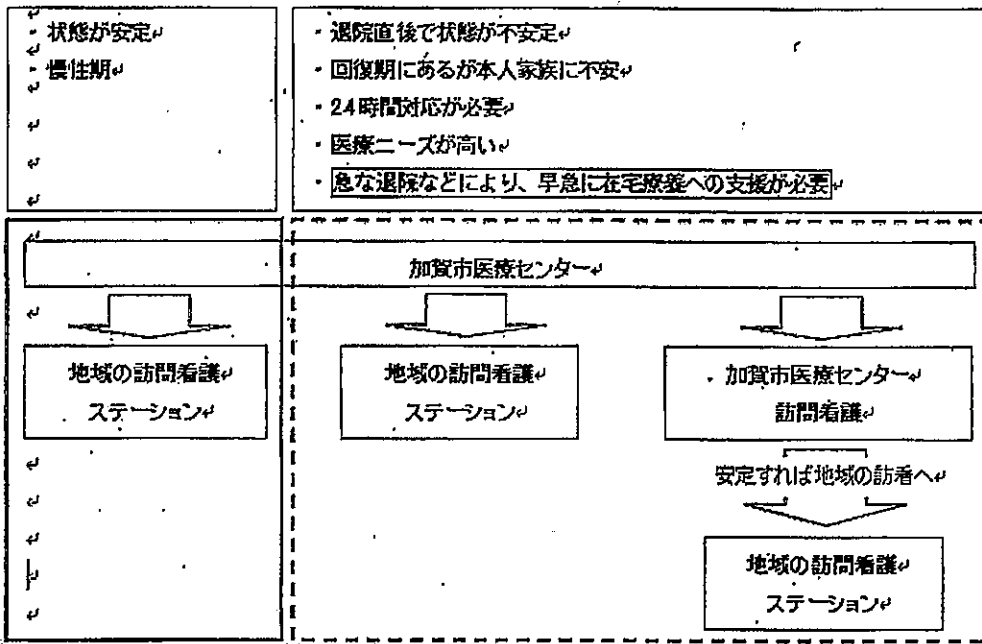 ・状態が安定↵
・慢性期↵
・退院直後で状態が不安定↵
・回復期にあるが本人家族に不安↵
・24時間対応が必要↵
・医療ニーズが高い↵
・急な退院などにより、早急に在宅療養への支援が必要↵
加賀市医療センター↵
地域の訪問看護↵
ステーション↵
地域の訪問看護↵
ステーション↵
・加賀市医療センター↵
訪問看護↵
安定すれば地域の訪看へ↵
地域の訪問看護↵
ステーション↵